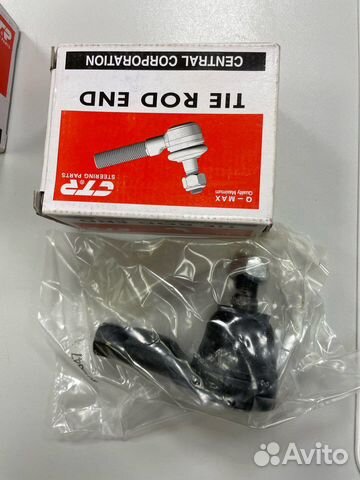 CENTRAL CORPORATION
TIE ROD END
CTR
STEERING PARTS
Q-MAX
Quality Maximum
Avito